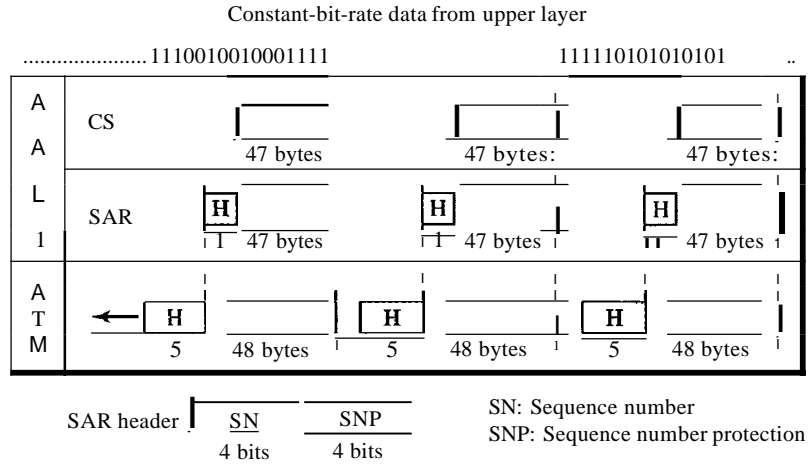 Constant-bit-rate data from upper layer
...................... 1110010010001111 111110101010101 ..
A A L 1
CS
47 bytes 47 bytes: 47 bytes:
SAR
H H H
1 47 bytes 1 47 bytes 47 bytes
A T M
H H H
5 48 bytes 5 48 bytes 5 48 bytes
SAR header SN SNP
4 bits 4 bits
SN: Sequence number
SNP: Sequence number protection